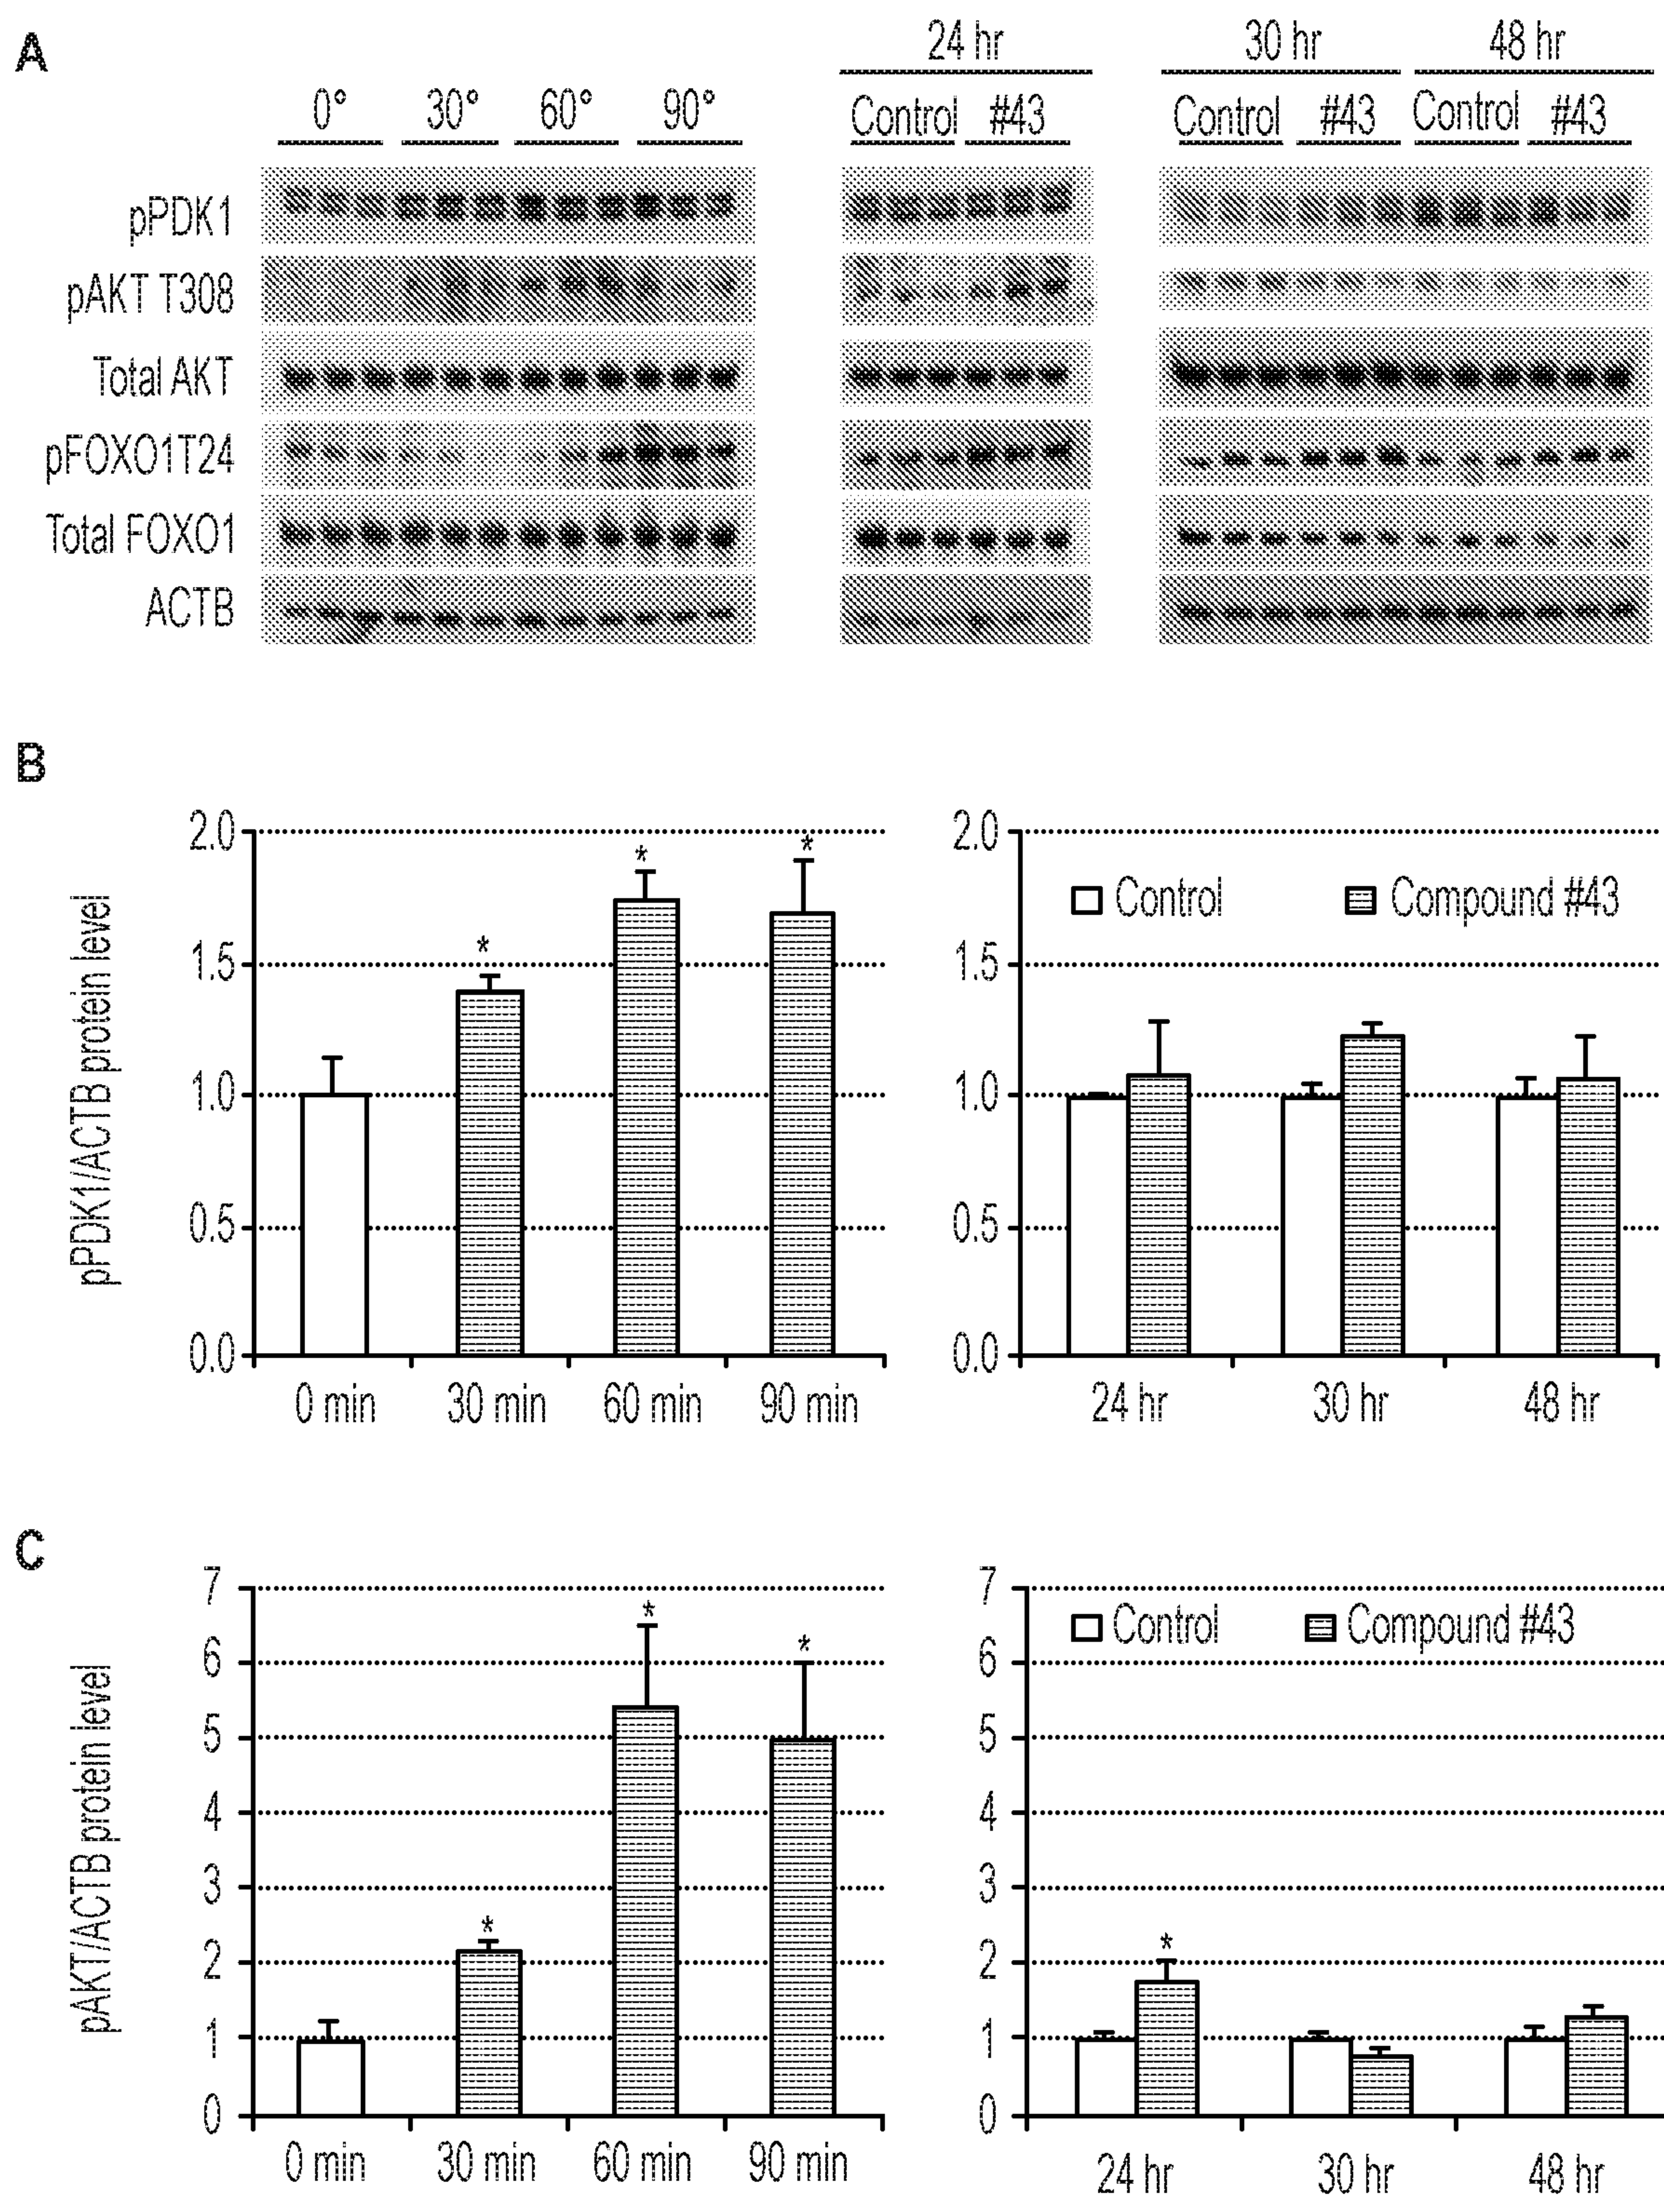 A
24 hr
30 hr
48 hr
0° 30° 60° 90°
Control #43
Control #43 Control #43
pPDK1
pAKT T308
Total AKT
pFOXO1T24
Total FOXO1
ACTB
B
pPDK1/ACTB protein level
2.0
1.5
1.0
0.5
0.0
* * *
0 min 30 min 60 min 90 min
2.0
1.5
1.0
0.5
0.0
Control Compound #43
24 hr 30 hr 48 hr
C
pAKT/ACTB protein level
7
6
5
4
3
2
1
0
* * *
0 min 30 min 60 min 90 min
7
6
5
4
3
2
1
0
Control Compound #43
*
24 hr 30 hr 48 hr